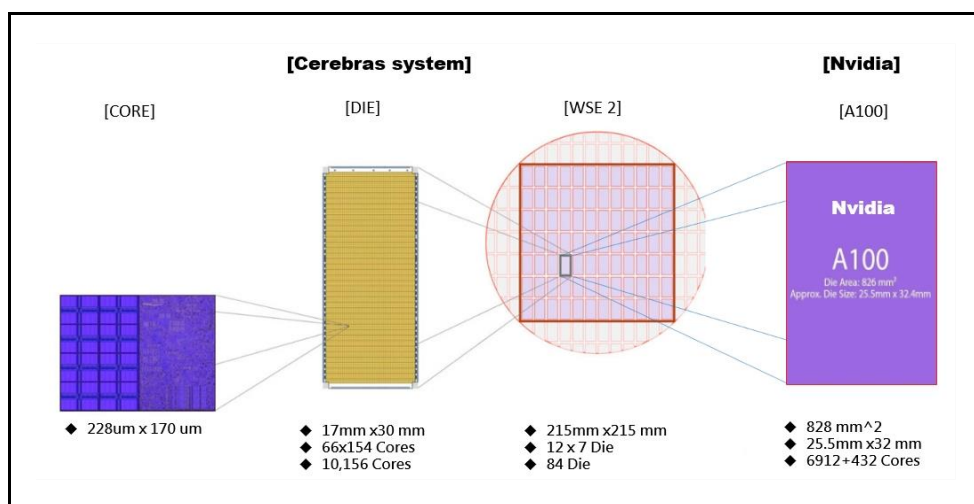 [Cerebras system]
[Nvidia]
[CORE]
[DIE]
[WSE 2]
[A100]
Nvidia
A100
Die Area: 826 mm²
Approx. Die Size: 25.5mm x 32.4mm
◆ 228um x 170 um
◆ 17mm x30 mm
◆ 66x154 Cores
◆ 10,156 Cores
◆ 215mm x215 mm
◆ 12 x 7 Die
◆ 84 Die
◆ 828 mm^2
◆ 25.5mm x32 mm
◆ 6912+432 Cores